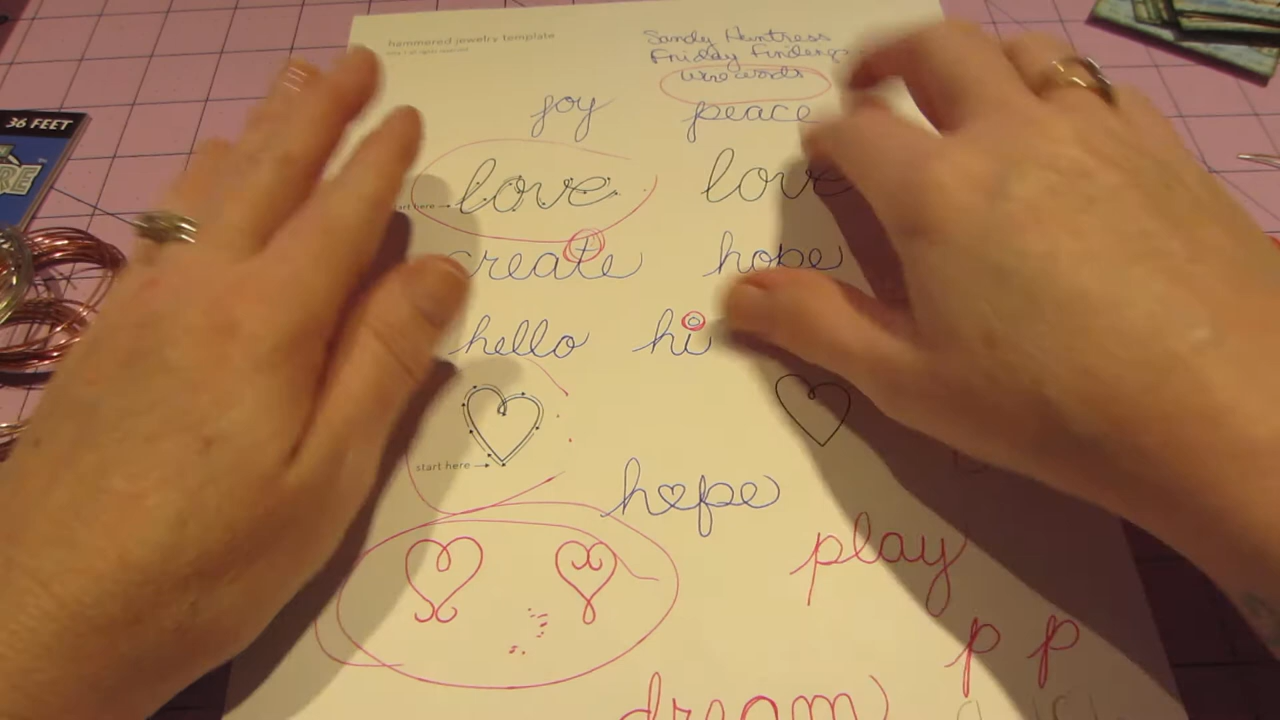 hammered jewelry template
Sandy Huntress
Friday Findings
wire words
joy peace
love love
start here
create hope
hello hi
start here
hope
play
p p
dream
36 FEET